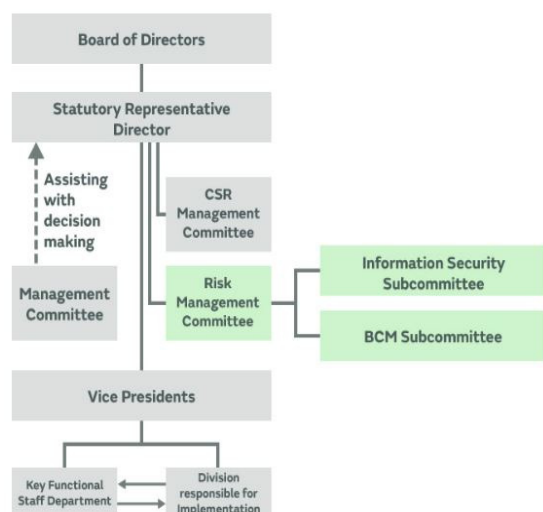 Board of Directors
Statutory Representative
Director
Assisting
with
decision
making
CSR
Management
Committee
Management
Committee
Risk
Management
Committee
Information Security
Subcommittee
BCM Subcommittee
Vice Presidents
Key Functional
Staff Department
Division
responsible for
Implementation